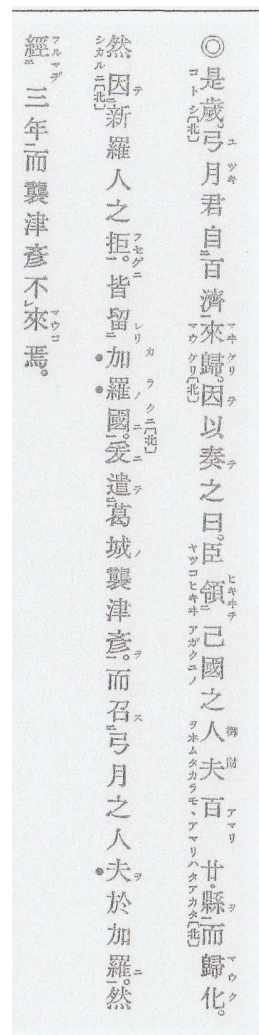 ◎是歲。弓月君自百濟來歸。因以奏之曰。臣領己國之人夫百廿縣而歸化。
然因新羅人之拒。皆留加羅國。爰遣葛城襲津彥。而召弓月之人夫於加羅。然
經三年而襲津彥不來焉。